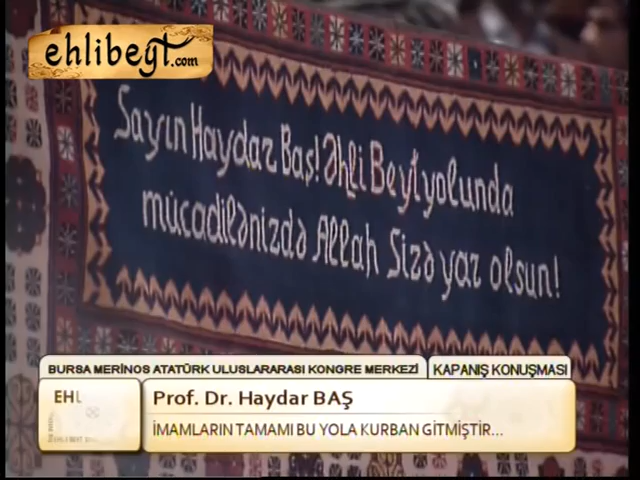 ehlibeyt.com
Sayın Haydar Baş! Əhli Beyt yolunda
mücadilənizdə Allah Sizə yar olsun!
BURSA MERİNOS ATATÜRK ULUSLARARASI KONGRE MERKEZİ
KAPANIŞ KONUŞMASI
EHL
Prof. Dr. Haydar BAŞ
İMAMLARIN TAMAMI BU YOLA KURBAN GİTMİŞTİR...